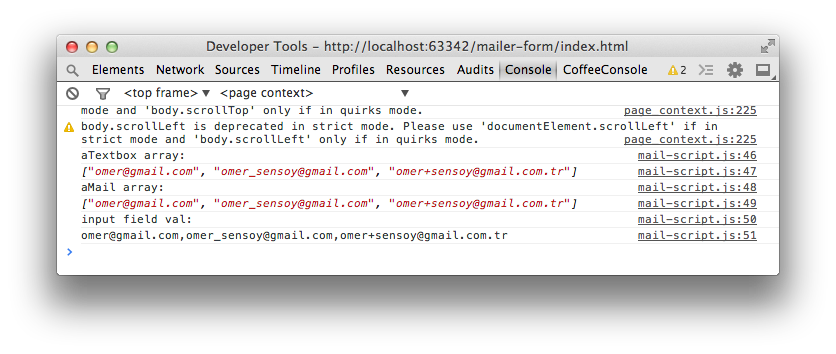 Developer Tools - http://localhost:63342/mailer-form/index.html
Elements Network Sources Timeline Profiles Resources Audits Console CoffeeConsole 2
<top frame> <page context>
mode and 'body.scrollTop' only if in quirks mode. page_context.js:225
body.scrollLeft is deprecated in strict mode. Please use 'documentElement.scrollLeft' if in
strict mode and 'body.scrollLeft' only if in quirks mode. page_context.js:225
aTextbox array: mail-script.js:46
["omer@gmail.com", "omer_sensoy@gmail.com", "omer+sensoy@gmail.com.tr"] mail-script.js:47
aMail array: mail-script.js:48
["omer@gmail.com", "omer_sensoy@gmail.com", "omer+sensoy@gmail.com.tr"] mail-script.js:49
input field val: mail-script.js:50
omer@gmail.com,omer_sensoy@gmail.com,omer+sensoy@gmail.com.tr mail-script.js:51